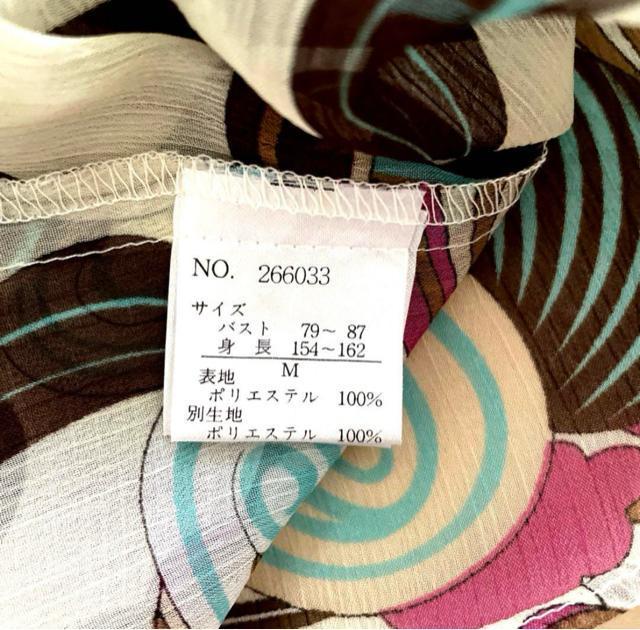 NO. 266033
サイズ
バスト 79～ 87
身 長 154～162
M
表地
ポリエステル 100%
別生地
ポリエステル 100%